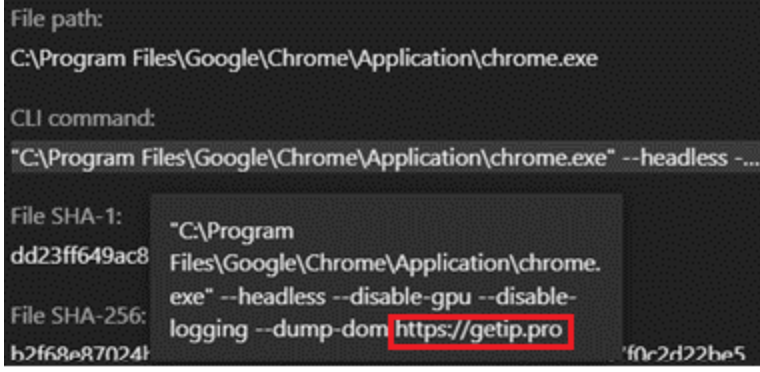 File path:
C:\Program Files\Google\Chrome\Application\chrome.exe
CLI command:
"C:\Program Files\Google\Chrome\Application\chrome.exe" --headless -...
File SHA-1:
dd23ff649ac8
"C:\Program
Files\Google\Chrome\Application\chrome.
exe" --headless --disable-gpu --disable-
logging --dump-dom https://getip.pro
File SHA-256:
b2f68e87024 f0c2d22be5